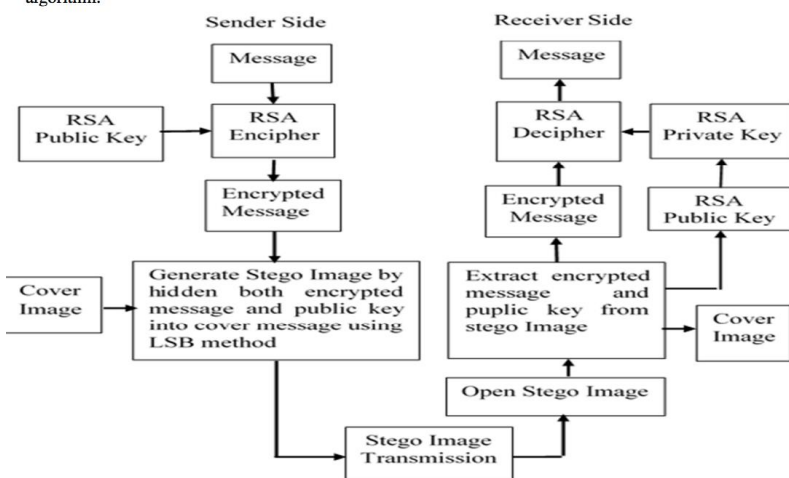 algorithm.
Sender Side
Message
RSA
Public Key
RSA
Encipher
Encrypted
Message
Cover
Image
Generate Stego Image by
hidden both encrypted
message and public key
into cover message using
LSB method
Stego Image
Transmission
Receiver Side
Message
RSA
Decipher
RSA
Private Key
Encrypted
Message
RSA
Public Key
Extract encrypted
message and
puplic key from
stego Image
Cover
Image
Open Stego Image